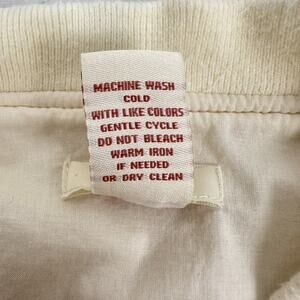 MACHINE WASH
COLD
WITH LIKE COLORS
GENTLE CYCLE
DO NOT BLEACH
WARM IRON
IF NEEDED
OR DRY CLEAN